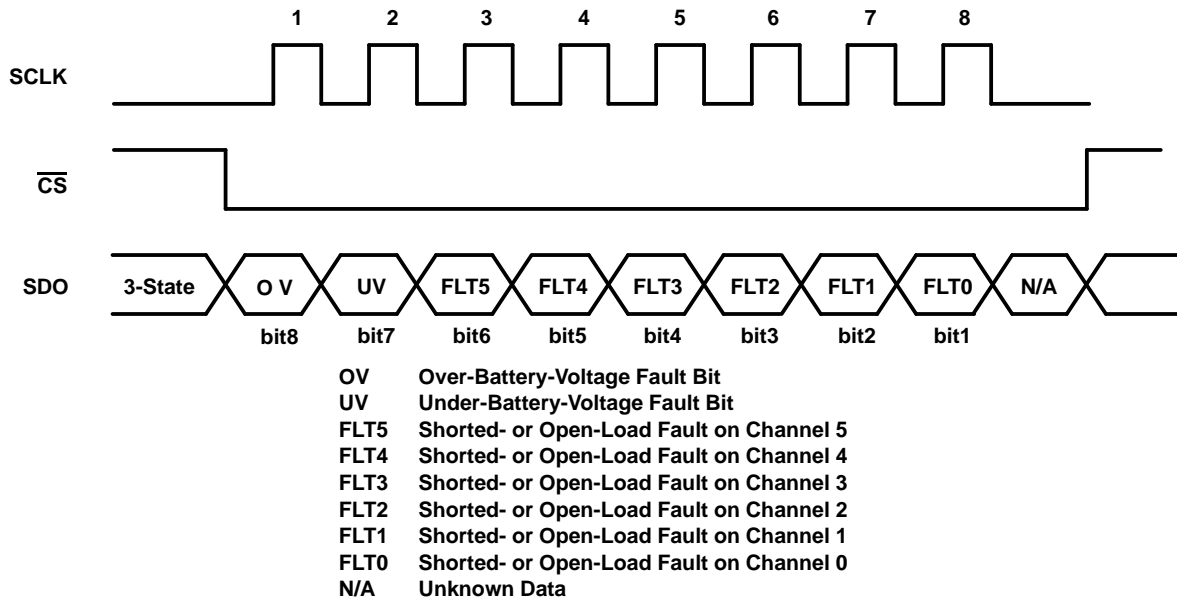 1 2 3 4 5 6 7 8
SCLK
CS
SDO 3-State O V UV FLT5 FLT4 FLT3 FLT2 FLT1 FLT0 N/A
bit8 bit7 bit6 bit5 bit4 bit3 bit2 bit1
OV Over-Battery-Voltage Fault Bit
UV Under-Battery-Voltage Fault Bit
FLT5 Shorted- or Open-Load Fault on Channel 5
FLT4 Shorted- or Open-Load Fault on Channel 4
FLT3 Shorted- or Open-Load Fault on Channel 3
FLT2 Shorted- or Open-Load Fault on Channel 2
FLT1 Shorted- or Open-Load Fault on Channel 1
FLT0 Shorted- or Open-Load Fault on Channel 0
N/A Unknown Data